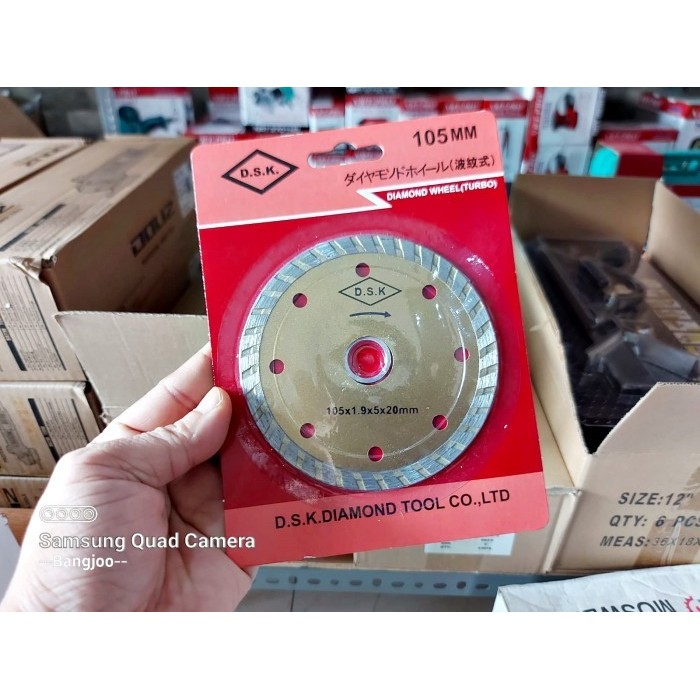 105MM
D.S.K.
ダイヤモンドホイール(波紋式)
DIAMOND WHEEL(TURBO)
D.S.K
105x1.9x5x20mm
D.S.K.DIAMOND TOOL CO.,LTD
SIZE:12"
QTY: 6 PCS
MEAS:
Samsung Quad Camera
--Bangjoo--